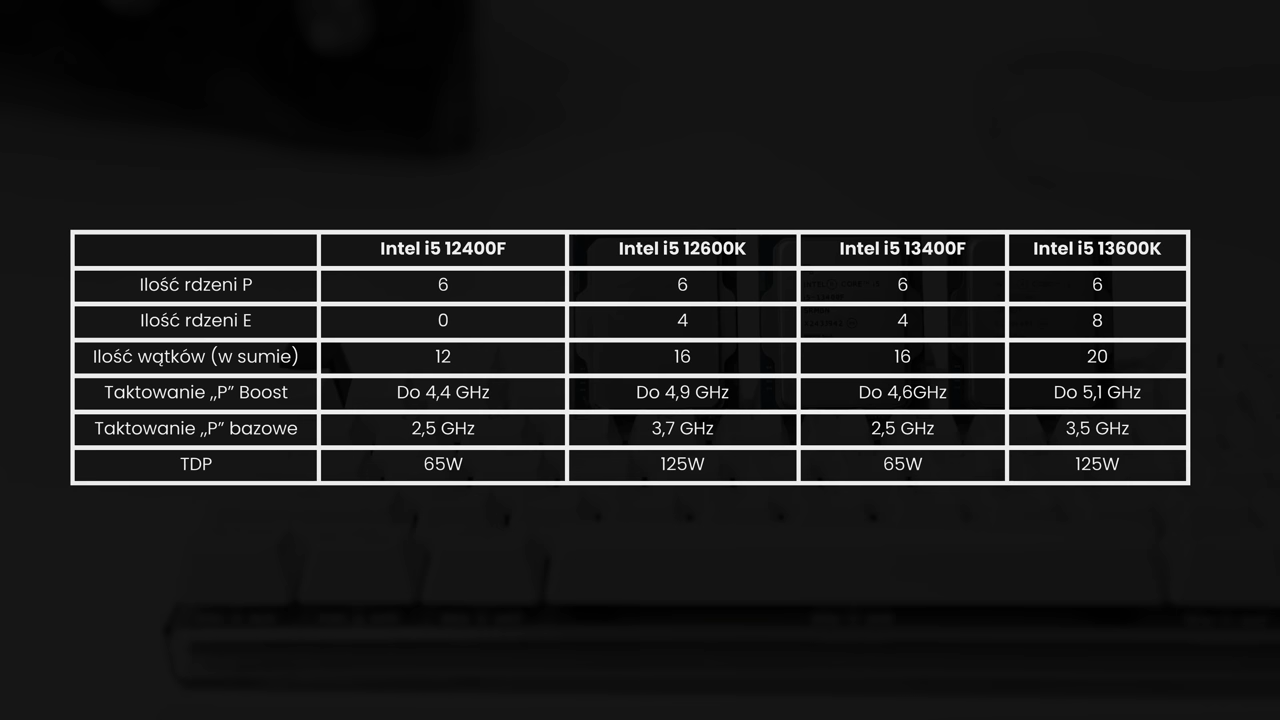 Intel i5 12400F Intel i5 12600K Intel i5 13400F Intel i5 13600K
Ilość rdzeni P 6 6 6 6
Ilość rdzeni E 0 4 4 8
Ilość wątków (w sumie) 12 16 16 20
Taktowanie „P” Boost Do 4,4 GHz Do 4,9 GHz Do 4,6GHz Do 5,1 GHz
Taktowanie „P” bazowe 2,5 GHz 3,7 GHz 2,5 GHz 3,5 GHz
TDP 65W 125W 65W 125W